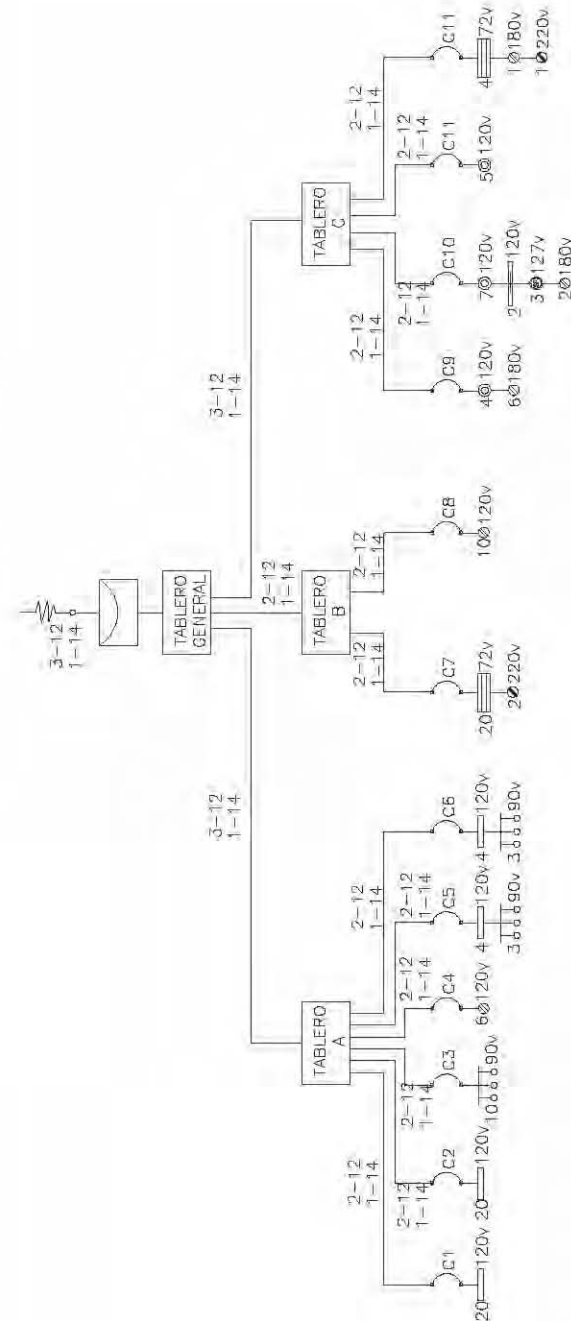 3-12
1-14
TABLERO
GENERAL
3-12
1-14
2-12
1-14
3-12
1-14
TABLERO
A
TABLERO
B
TABLERO
C
2-12
1-14
2-12
1-14
2-12
1-14
2-12
1-14
2-12
1-14
2-12
1-14
2-12
1-14
2-12
1-14
2-12
1-14
2-12
1-14
2-12
1-14
2-12
1-14
C1
20 120v
C2
20 120v
C3
10 90v
C4
6 120v
C5
4 120v
3 90v
C6
4 120v
3 90v
C7
20 72v
2 220v
C8
10 120v
C9
4 120v
6 180v
C10
7 120v
2 120v
3 127v
2 180v
C11
5 120v
C11
4 72v
1 180v
1 220v